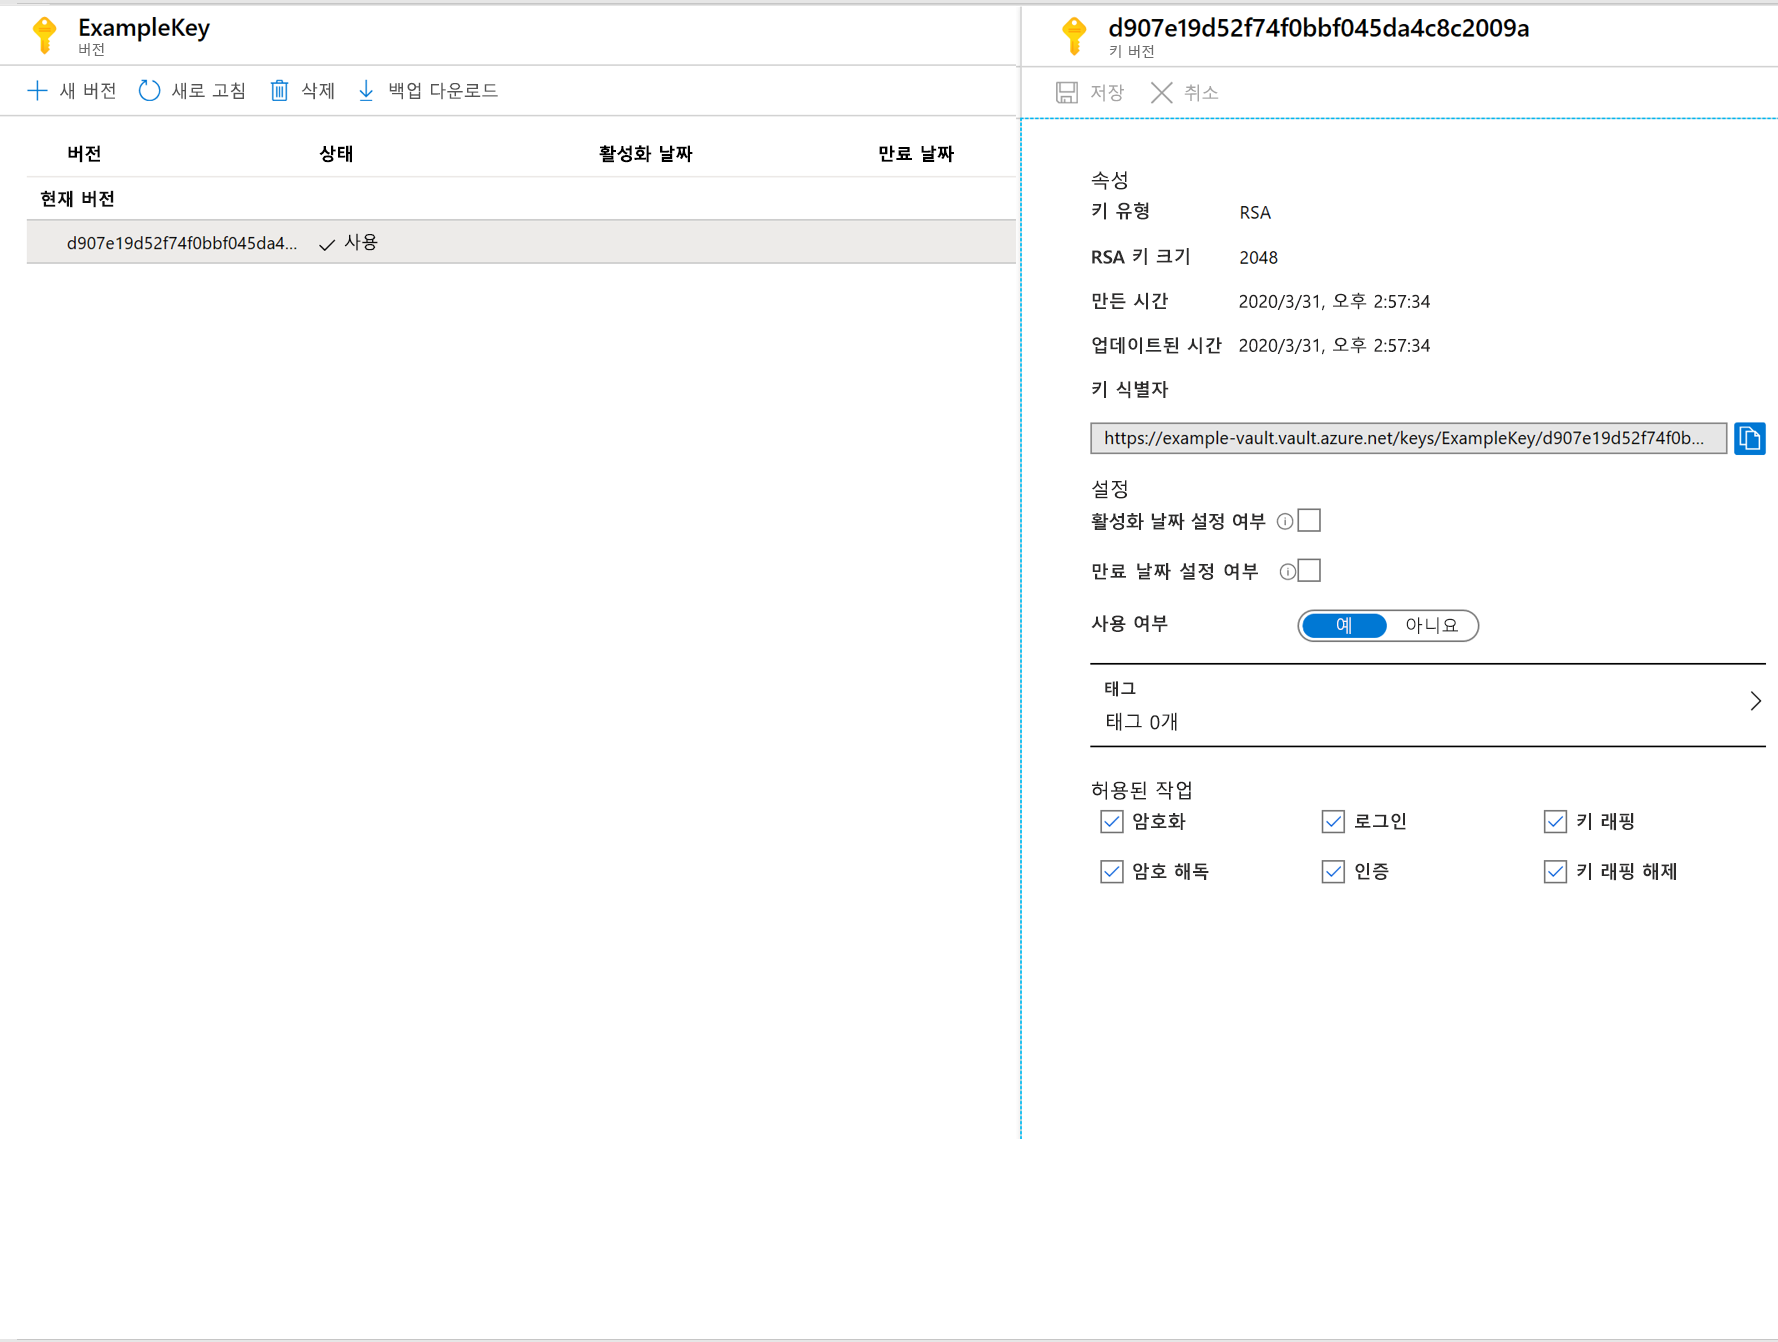 ExampleKey
버전
새 버전 새로 고침 삭제 백업 다운로드
버전 상태 활성화 날짜 만료 날짜
현재 버전
d907e19d52f74f0bbf045da4... 사용
d907e19d52f74f0bbf045da4c8c2009a
키 버전
저장 취소
속성
키 유형 RSA
RSA 키 크기 2048
만든 시간 2020/3/31, 오후 2:57:34
업데이트된 시간 2020/3/31, 오후 2:57:34
키 식별자
https://example-vault.vault.azure.net/keys/ExampleKey/d907e19d52f74f0b...
설정
활성화 날짜 설정 여부
만료 날짜 설정 여부
사용 여부 예 아니요
태그
태그 0개
허용된 작업
암호화 로그인 키 래핑
암호 해독 인증 키 래핑 해제